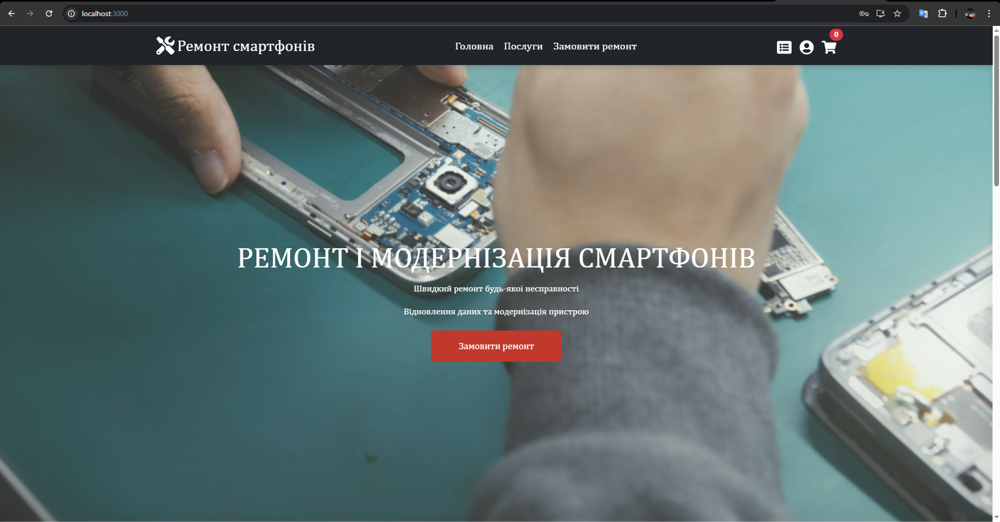 localhost:3000
Ремонт смартфонів
Головна Послуги Замовити ремонт
0
РЕМОНТ І МОДЕРНІЗАЦІЯ СМАРТФОНІВ
Швидкий ремонт будь-якої несправності
Відновлення даних та модернізація пристрою
Замовити ремонт